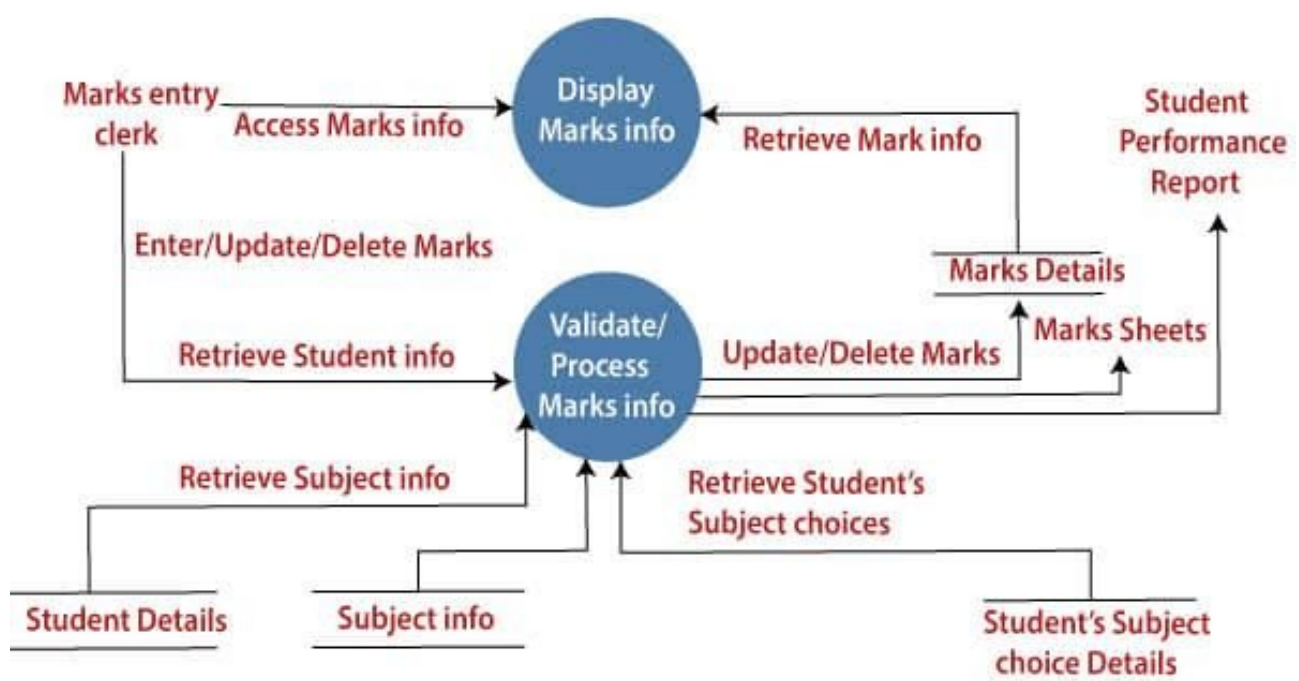 Marks entry
clerk
Access Marks info
Display
Marks info
Retrieve Mark info
Student
Performance
Report
Enter/Update/Delete Marks
Marks Details
Validate/
Process
Marks info
Retrieve Student info
Update/Delete Marks
Marks Sheets
Retrieve Subject info
Retrieve Student’s
Subject choices
Student Details
Subject info
Student’s Subject
choice Details